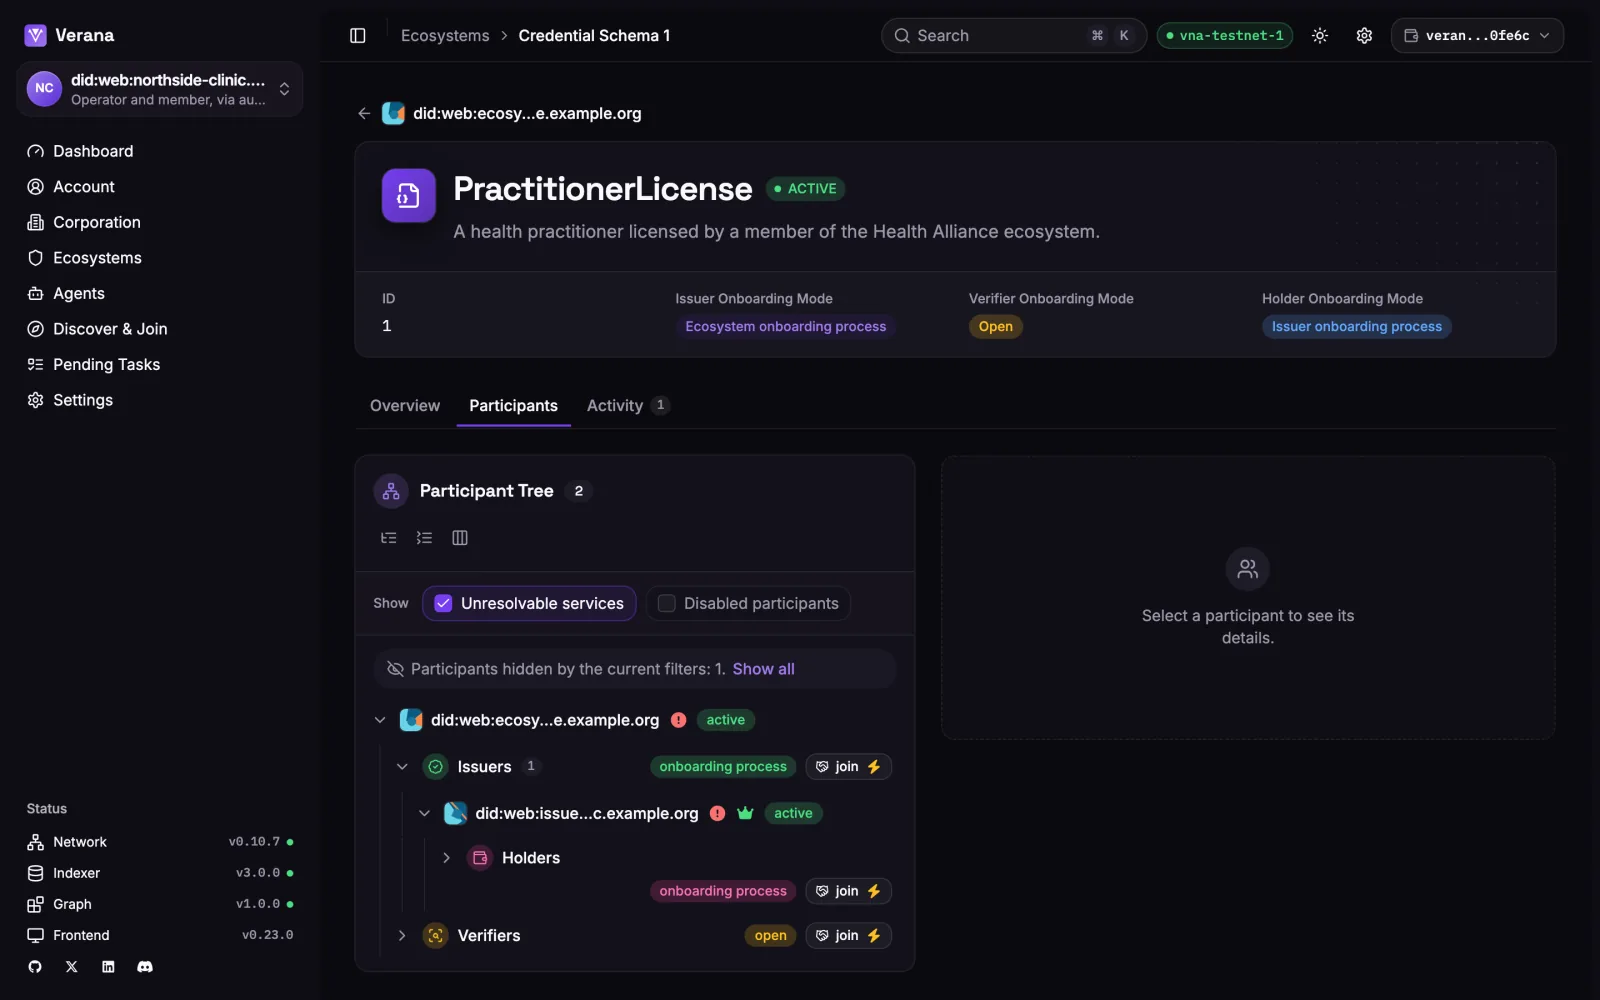 Verana
NC
did:web:northside-clinic....
Operator and member, via au...
Dashboard
Account
Corporation
Ecosystems
Agents
Discover & Join
Pending Tasks
Settings
Status
Network v0.10.7
Indexer v3.0.0
Graph v1.0.0
Frontend v0.23.0
Ecosystems > Credential Schema 1
Search ⌘ K
vna-testnet-1
veran...0fe6c
did:web:ecosy...e.example.org
PractitionerLicense ACTIVE
A health practitioner licensed by a member of the Health Alliance ecosystem.
ID Issuer Onboarding Mode Verifier Onboarding Mode Holder Onboarding Mode
1 Ecosystem onboarding process Open Issuer onboarding process
Overview Participants Activity 1
Participant Tree 2
Show Unresolvable services Disabled participants
Participants hidden by the current filters: 1. Show all
did:web:ecosy...e.example.org active
Issuers 1 onboarding process join
did:web:issue...c.example.org active
Holders
onboarding process join
Verifiers open join
Select a participant to see its
details.